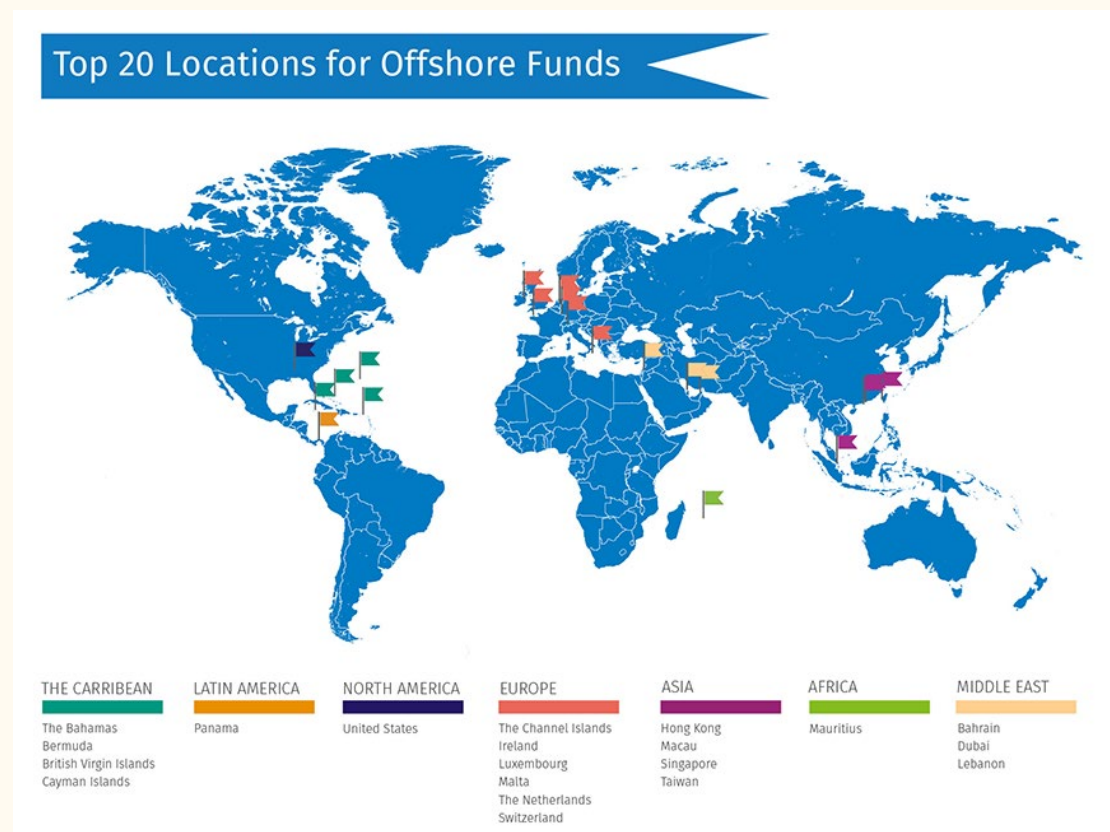 Top 20 Locations for Offshore Funds
THE CARRIBEAN
The Bahamas
Bermuda
British Virgin Islands
Cayman Islands
LATIN AMERICA
Panama
NORTH AMERICA
United States
EUROPE
The Channel Islands
Ireland
Luxembourg
Malta
The Netherlands
Switzerland
ASIA
Hong Kong
Macau
Singapore
Taiwan
AFRICA
Mauritius
MIDDLE EAST
Bahrain
Dubai
Lebanon